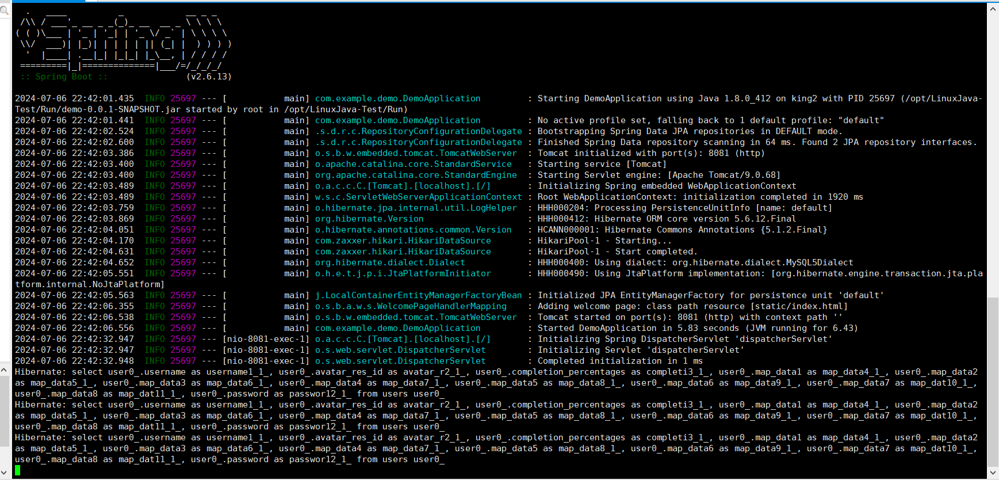 .   ____          _            __ _ _
 /\\ / ___'_ __ _ _(_)_ __  __ _ \ \ \ \
( ( )\___ | '_ | '_| | '_ \/ _` | \ \ \ \
 \\/  ___)| |_)| | | | | || (_| |  ) ) ) )
  '  |____| .__|_| |_|_| |_\__, | / / / /
 =========|_|==============|___/=/_/_/_/
 :: Spring Boot ::               (v2.6.13)
2024-07-06 22:42:01.435  INFO 25697 --- [           main] com.example.demo.DemoApplication         : Starting DemoApplication using Java 1.8.0_412 on king2 with PID 25697 (/opt/LinuxJava-
Test/Run/demo-0.0.1-SNAPSHOT.jar started by root in /opt/LinuxJava-Test/Run)
2024-07-06 22:42:01.441  INFO 25697 --- [           main] com.example.demo.DemoApplication         : No active profile set, falling back to 1 default profile: "default"
2024-07-06 22:42:02.524  INFO 25697 --- [           main] .s.d.r.c.RepositoryConfigurationDelegate : Bootstrapping Spring Data JPA repositories in DEFAULT mode.
2024-07-06 22:42:02.600  INFO 25697 --- [           main] .s.d.r.c.RepositoryConfigurationDelegate : Finished Spring Data repository scanning in 64 ms. Found 2 JPA repository interfaces.
2024-07-06 22:42:03.386  INFO 25697 --- [           main] o.s.b.w.embedded.tomcat.TomcatWebServer  : Tomcat initialized with port(s): 8081 (http)
2024-07-06 22:42:03.400  INFO 25697 --- [           main] o.apache.catalina.core.StandardService   : Starting service [Tomcat]
2024-07-06 22:42:03.400  INFO 25697 --- [           main] org.apache.catalina.core.StandardEngine  : Starting Servlet engine: [Apache Tomcat/9.0.68]
2024-07-06 22:42:03.489  INFO 25697 --- [           main] o.a.c.c.C.[Tomcat].[localhost].[/]       : Initializing Spring embedded WebApplicationContext
2024-07-06 22:42:03.489  INFO 25697 --- [           main] w.s.c.ServletWebServerApplicationContext : Root WebApplicationContext: initialization completed in 1920 ms
2024-07-06 22:42:03.759  INFO 25697 --- [           main] o.hibernate.jpa.internal.util.LogHelper  : HHH000204: Processing PersistenceUnitInfo [name: default]
2024-07-06 22:42:03.869  INFO 25697 --- [           main] org.hibernate.Version                    : HHH000412: Hibernate ORM core version 5.6.12.Final
2024-07-06 22:42:04.051  INFO 25697 --- [           main] o.hibernate.annotations.common.Version   : HCANN000001: Hibernate Commons Annotations {5.1.2.Final}
2024-07-06 22:42:04.170  INFO 25697 --- [           main] com.zaxxer.hikari.HikariDataSource       : HikariPool-1 - Starting...
2024-07-06 22:42:04.631  INFO 25697 --- [           main] com.zaxxer.hikari.HikariDataSource       : HikariPool-1 - Start completed.
2024-07-06 22:42:04.652  INFO 25697 --- [           main] org.hibernate.dialect.Dialect            : HHH000400: Using dialect: org.hibernate.dialect.MySQL5Dialect
2024-07-06 22:42:05.551  INFO 25697 --- [           main] o.h.e.t.j.p.i.JtaPlatformInitiator       : HHH000490: Using JtaPlatform implementation: [org.hibernate.engine.transaction.jta.pla
tform.internal.NoJtaPlatform]
2024-07-06 22:42:05.563  INFO 25697 --- [           main] j.LocalContainerEntityManagerFactoryBean : Initialized JPA EntityManagerFactory for persistence unit 'default'
2024-07-06 22:42:06.355  INFO 25697 --- [           main] o.s.b.a.w.s.WelcomePageHandlerMapping    : Adding welcome page: class path resource [static/index.html]
2024-07-06 22:42:06.538  INFO 25697 --- [           main] o.s.b.w.embedded.tomcat.TomcatWebServer  : Tomcat started on port(s): 8081 (http) with context path ''
2024-07-06 22:42:06.556  INFO 25697 --- [           main] com.example.demo.DemoApplication         : Started DemoApplication in 5.83 seconds (JVM running for 6.43)
2024-07-06 22:42:32.947  INFO 25697 --- [nio-8081-exec-1] o.a.c.c.C.[Tomcat].[localhost].[/]       : Initializing Spring DispatcherServlet 'dispatcherServlet'
2024-07-06 22:42:32.947  INFO 25697 --- [nio-8081-exec-1] o.s.web.servlet.DispatcherServlet        : Initializing Servlet 'dispatcherServlet'
2024-07-06 22:42:32.948  INFO 25697 --- [nio-8081-exec-1] o.s.web.servlet.DispatcherServlet        : Completed initialization in 1 ms
Hibernate: select user0_.username as username1_1_, user0_.avatar_res_id as avatar_r2_1_, user0_.completion_percentages as completi3_1_, user0_.map_data1 as map_data4_1_, user0_.map_data2
as map_data5_1_, user0_.map_data3 as map_data6_1_, user0_.map_data4 as map_data7_1_, user0_.map_data5 as map_data8_1_, user0_.map_data6 as map_data9_1_, user0_.map_data7 as map_dat10_1_,
user0_.map_data8 as map_dat11_1_, user0_.password as passwor12_1_ from users user0_
Hibernate: select user0_.username as username1_1_, user0_.avatar_res_id as avatar_r2_1_, user0_.completion_percentages as completi3_1_, user0_.map_data1 as map_data4_1_, user0_.map_data2
as map_data5_1_, user0_.map_data3 as map_data6_1_, user0_.map_data4 as map_data7_1_, user0_.map_data5 as map_data8_1_, user0_.map_data6 as map_data9_1_, user0_.map_data7 as map_dat10_1_,
user0_.map_data8 as map_dat11_1_, user0_.password as passwor12_1_ from users user0_
Hibernate: select user0_.username as username1_1_, user0_.avatar_res_id as avatar_r2_1_, user0_.completion_percentages as completi3_1_, user0_.map_data1 as map_data4_1_, user0_.map_data2
as map_data5_1_, user0_.map_data3 as map_data6_1_, user0_.map_data4 as map_data7_1_, user0_.map_data5 as map_data8_1_, user0_.map_data6 as map_data9_1_, user0_.map_data7 as map_dat10_1_,
user0_.map_data8 as map_dat11_1_, user0_.password as passwor12_1_ from users user0_